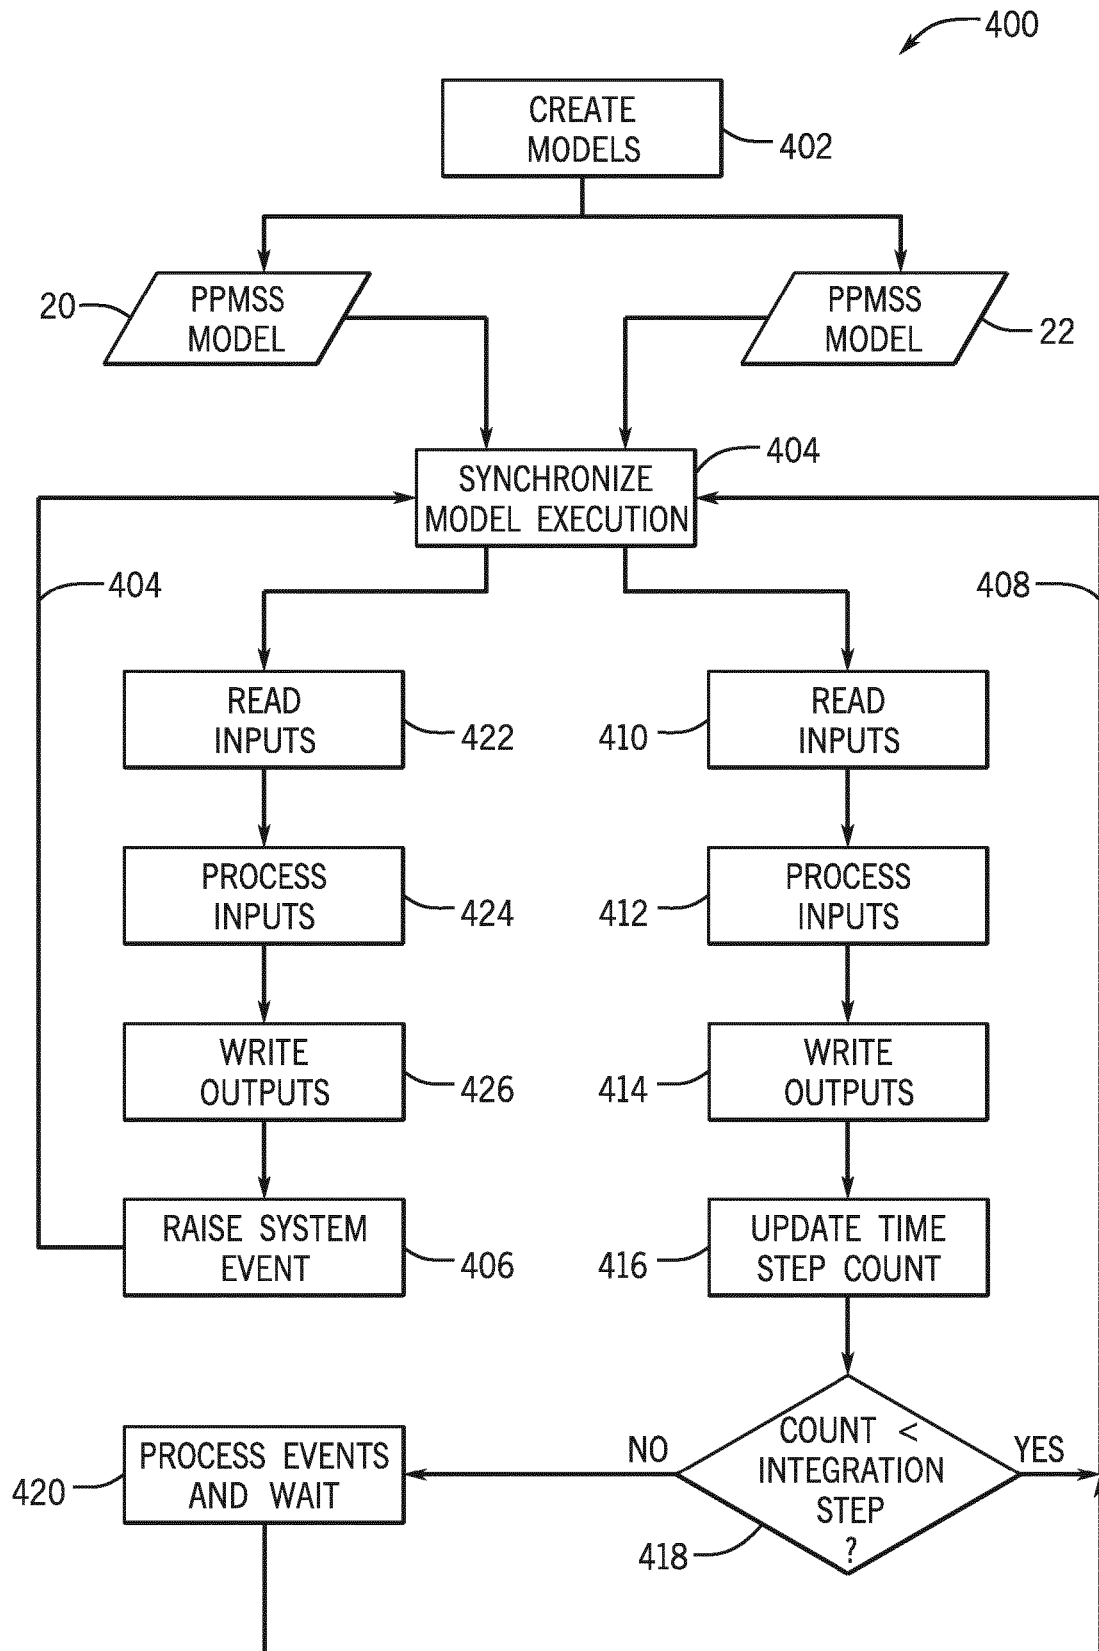 400
CREATE
MODELS
402
20
PPMSS
MODEL
PPMSS
MODEL
22
SYNCHRONIZE
MODEL EXECUTION
404
404
408
READ
INPUTS
422
410
READ
INPUTS
PROCESS
INPUTS
424
412
PROCESS
INPUTS
WRITE
OUTPUTS
426
414
WRITE
OUTPUTS
RAISE SYSTEM
EVENT
406
416
UPDATE TIME
STEP COUNT
420
PROCESS EVENTS
AND WAIT
NO
COUNT <
INTEGRATION
STEP
?
YES
418